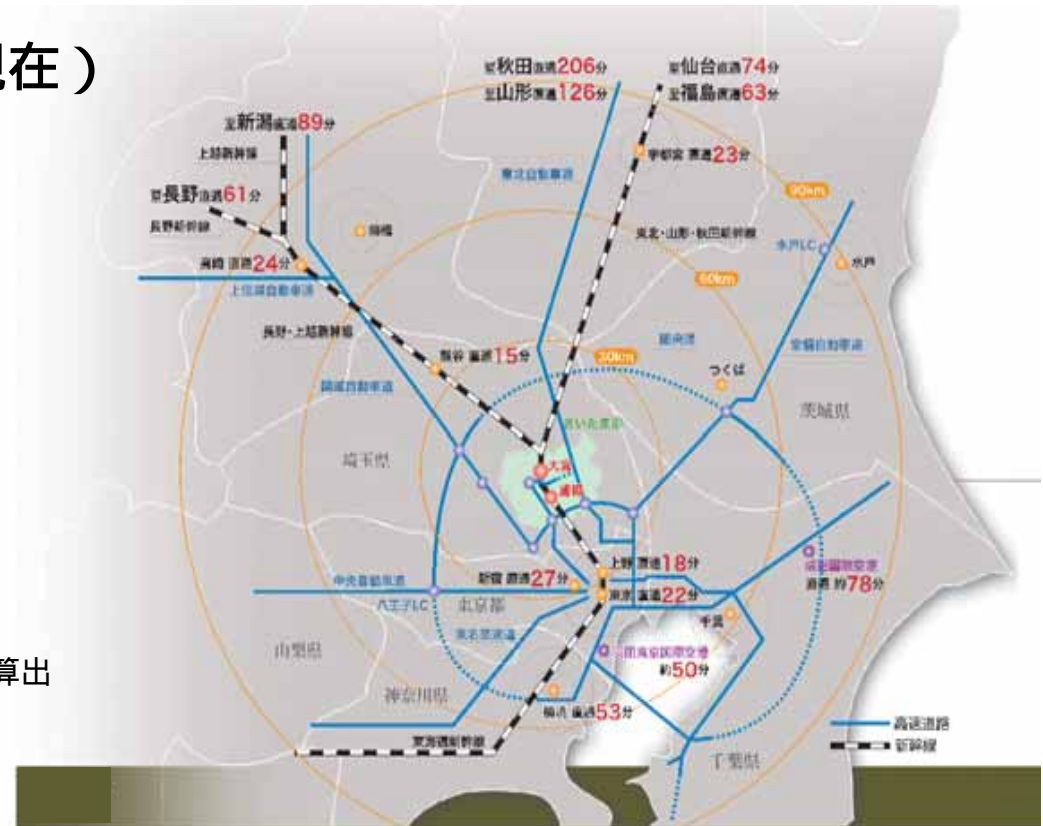 現在）
至秋田直通206分
至山形直通126分
至仙台直通74分
至福島直通63分
至新潟直通89分
上越新幹線
至長野直通61分
長野新幹線
高崎 直通24分
上信越自動車道
前橋
長野・上越新幹線
関越自動車道
熊谷 直通15分
東北自動車道
宇都宮 直通23分
東北・山形・秋田新幹線
90km
水戸I.C
水戸
60km
圏央道
常磐自動車道
30km
つくば
茨城県
埼玉県
さいたま市
大宮
浦和
上野 直通18分
新宿 直通27分
東京 直通22分
中央自動車道
八王子I.C
東京都
東名高速道
成田国際空港
直通 約78分
千葉
東京国際空港
約50分
山梨県
神奈川県
横浜 直通53分
東海道新幹線
千葉県
高速道路
新幹線
算出